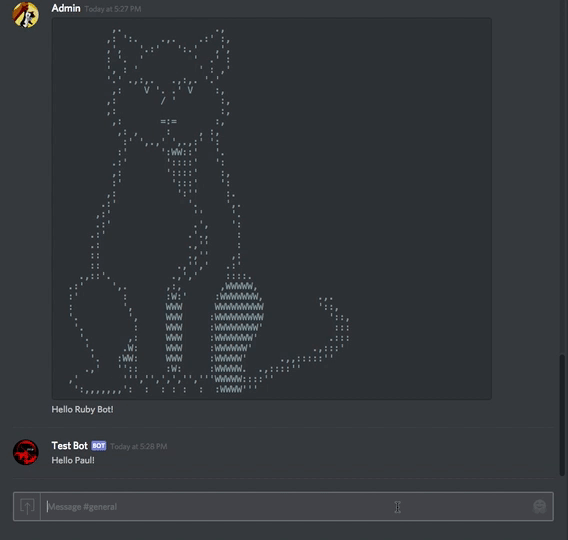 Admin Today at 5:27 PM
Hello Ruby Bot!
Test Bot BOT Today at 5:28 PM
Hello Paul!
Message #general